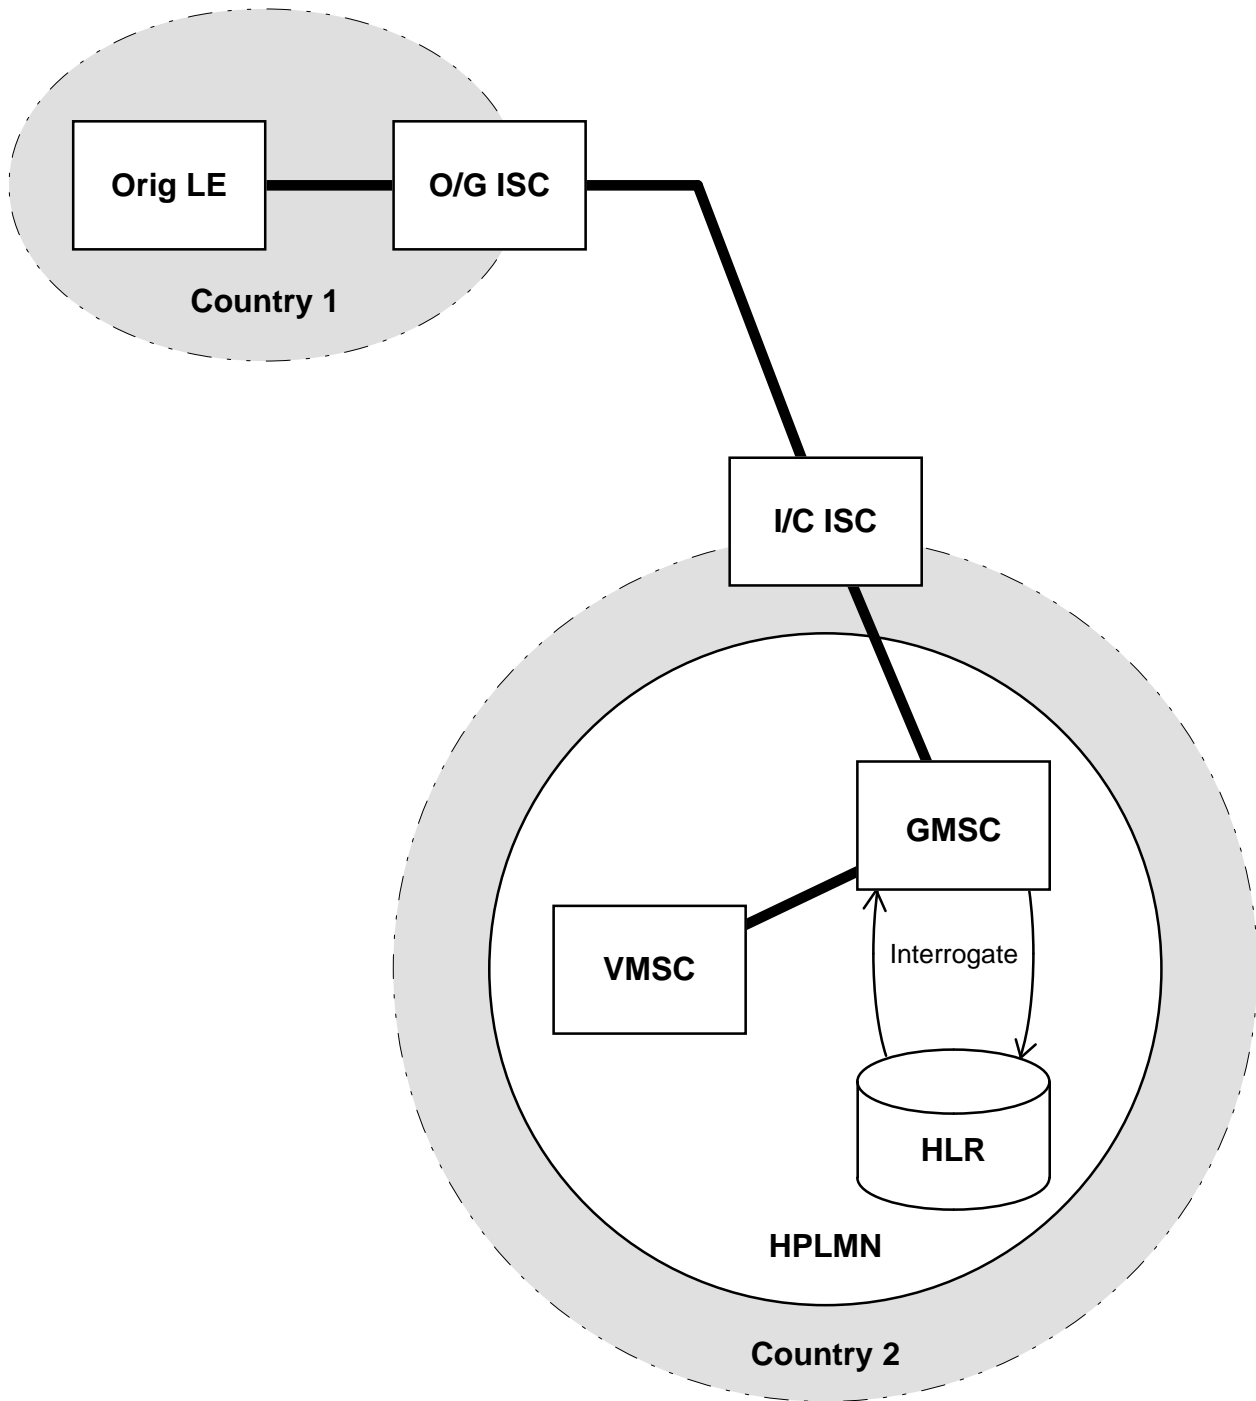 Orig LE
O/G ISC
Country 1
I/C ISC
GMSC
VMSC
Interrogate
HLR
HPLMN
Country 2